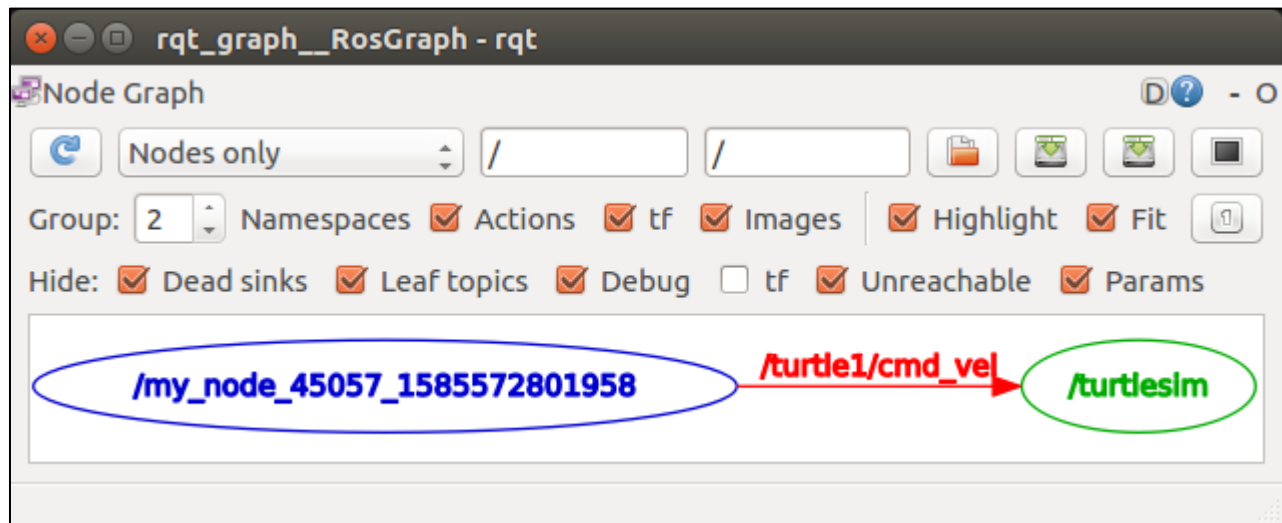 rqt_graph__RosGraph - rqt
Node Graph D ? - O
Nodes only / /
Group: 2 Namespaces Actions tf Images Highlight Fit
Hide: Dead sinks Leaf topics Debug tf Unreachable Params
/my_node_45057_1585572801958 /turtle1/cmd_vel /turtlesim